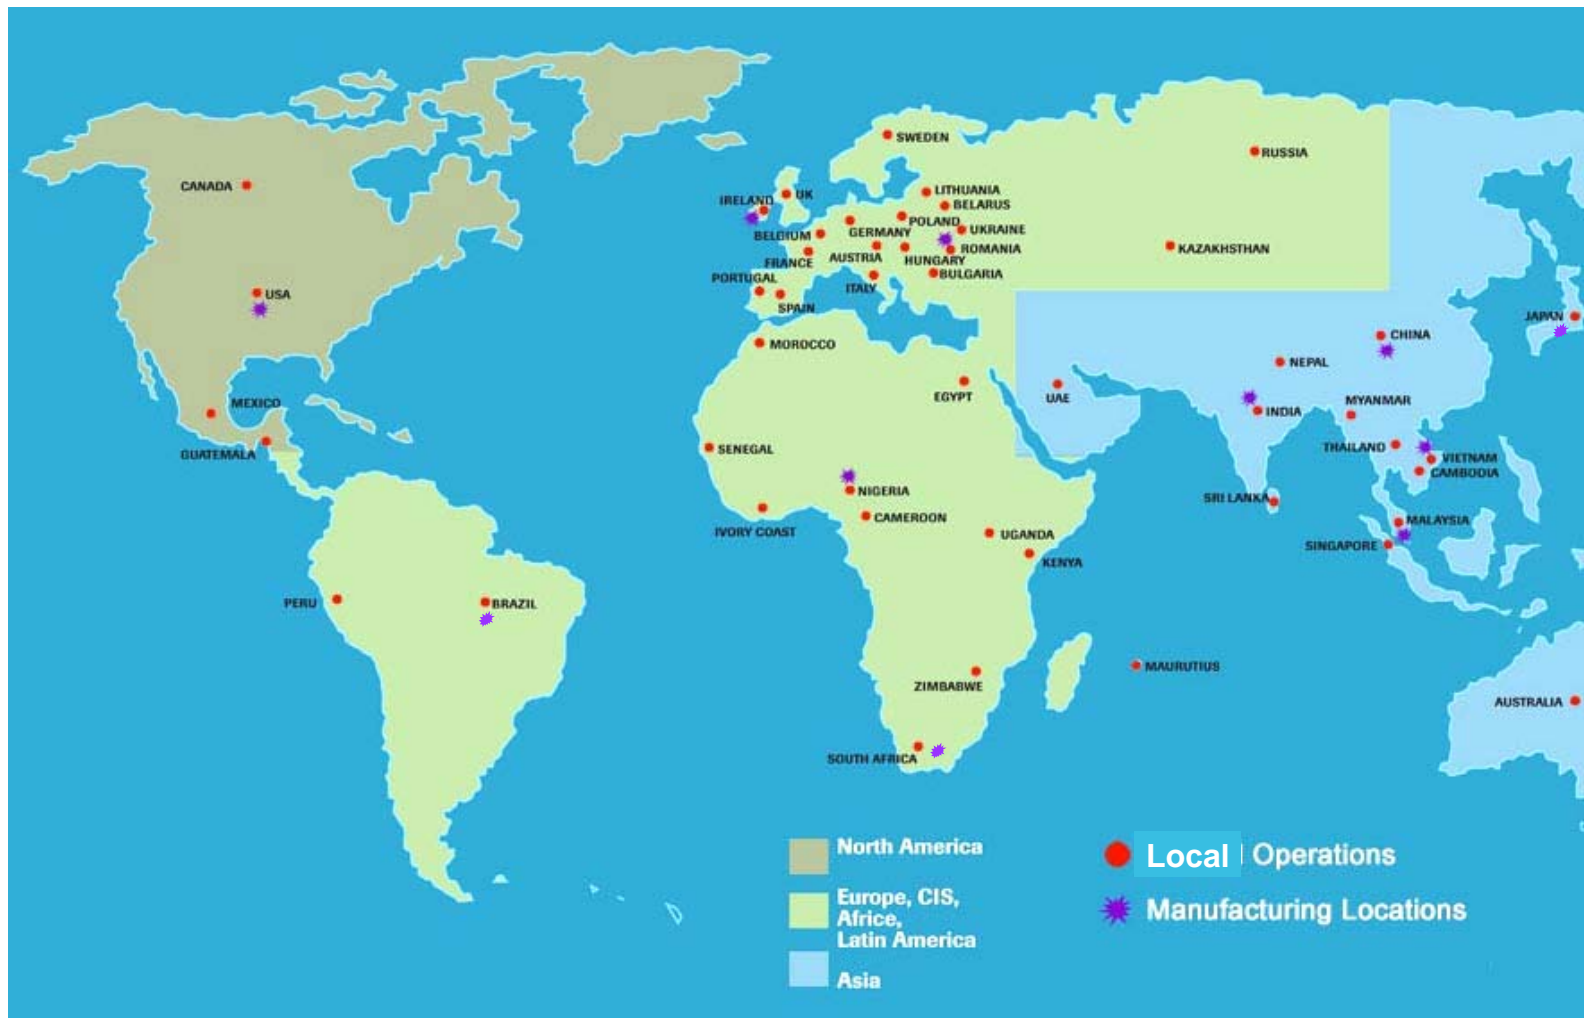 SWEDEN
RUSSIA
CANADA
LITHUANIA
IRELAND
UK
BELARUS
POLAND
UKRAINE
BELGIUM
GERMANY
ROMANIA
KAZAKHSTHAN
AUSTRIA
HUNGARY
FRANCE
BULGARIA
PORTUGAL
ITALY
USA
SPAIN
JAPAN
CHINA
MOROCCO
NEPAL
EGYPT
UAE
MEXICO
MYANMAR
INDIA
GUATEMALA
SENEGAL
THAILAND
VIETNAM
CAMBODIA
NIGERIA
SRI LANKA
CAMEROON
MALAYSIA
IVORY COAST
UGANDA
SINGAPORE
KENYA
PERU
BRAZIL
MAURUTIUS
ZIMBABWE
AUSTRALIA
SOUTH AFRICA
North America
Europe, CIS,
Africe,
Latin America
Asia
Local Operations
Manufacturing Locations